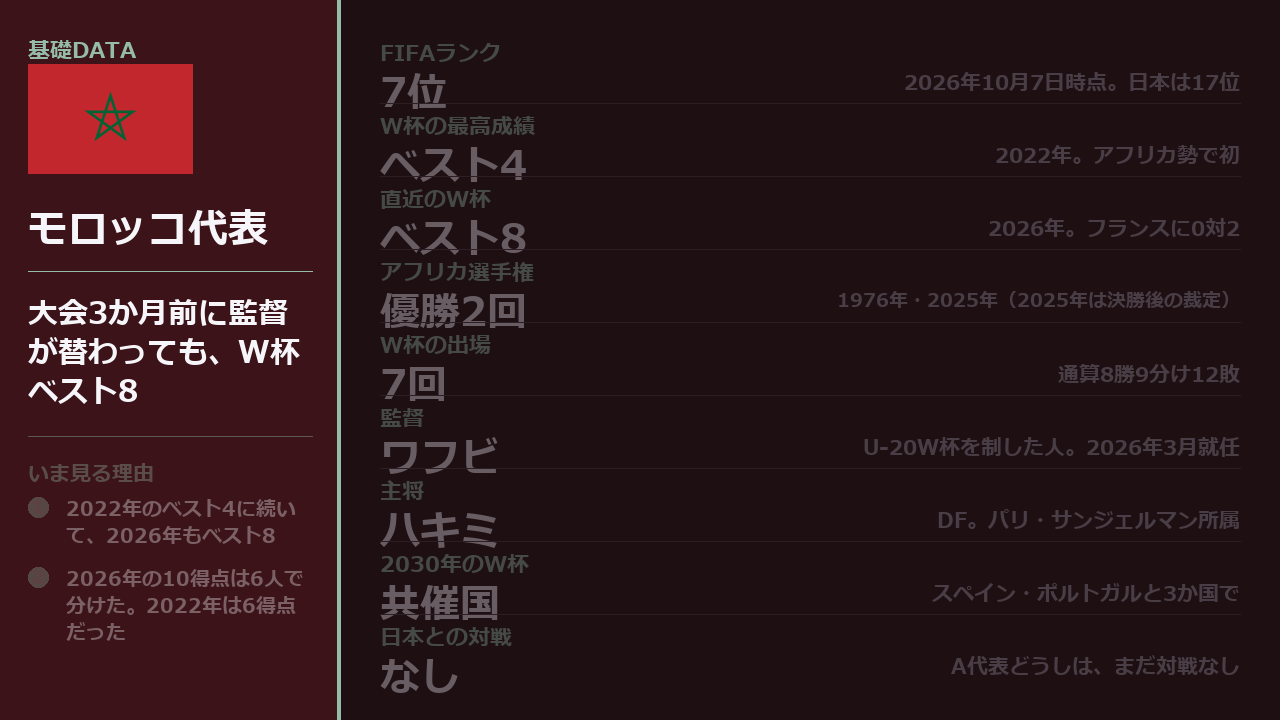 基礎DATA
モロッコ代表
大会3か月前に監督
が替わっても、W杯
ベスト8
いま見る理由
2022年のベスト4に続い
て、2026年もベスト8
2026年の10得点は6人で
分けた。2022年は6得点
だった
FIFAランク
7位
2026年10月7日時点。日本は17位
W杯の最高成績
ベスト4
2022年。アフリカ勢で初
直近のW杯
ベスト8
2026年。フランスに0対2
アフリカ選手権
優勝2回
1976年・2025年（2025年は決勝後の裁定）
W杯の出場
7回
通算8勝9分け12敗
監督
ワフビ
U-20W杯を制した人。2026年3月就任
主将
ハキミ
DF。パリ・サンジェルマン所属
2030年のW杯
共催国
スペイン・ポルトガルと3か国で
日本との対戦
なし
A代表どうしは、まだ対戦なし